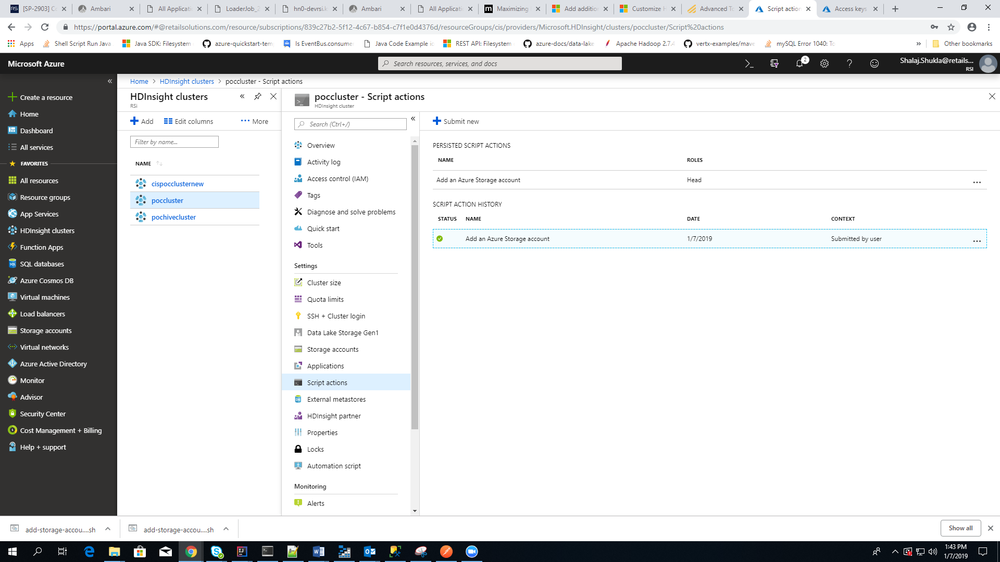 [SP-2903] Co
Ambari
All Applicati
LoaderJob_2
hn0-devrsi.k
Ambari
All Applicati
Maximizing
Add addition
Customize H
Advanced To
Script action
Access keys
https://portal.azure.com/#@retailsolutions.com/resource/subscriptions/839c27b2-5f12-4c67-b854-c7f1e0d4376d/resourceGroups/cis/providers/Microsoft.HDInsight/clusters/poccluster/Script%20actions
Apps
Shell Script Run Java
Java SDK: Filesystem
azure-quickstart-tem
Is EventBus.consumer
Java Code Example
REST API: Filesystem
azure-docs/data-lake
Apache Hadoop 2.7.4
vertx-examples/mave
mySQL Error 1040: To
»
Other bookmarks
Microsoft Azure
Search resources, services, and docs
2
Shalaj.Shukla@retails...
RSI
Create a resource
Home
Dashboard
All services
FAVORITES
All resources
Resource groups
App Services
HDInsight clusters
Function Apps
SQL databases
Azure Cosmos DB
Virtual machines
Load balancers
Storage accounts
Virtual networks
Azure Active Directory
Monitor
Advisor
Security Center
Cost Management + Billing
Help + support
Home > HDInsight clusters > poccluster - Script actions
HDInsight clusters
RSi
Add
Edit columns
More
Filter by name...
NAME
cispocclusternew
poccluster
pochivecluster
poccluster - Script actions
HDInsight cluster
Search (Ctrl+/)
Overview
Activity log
Access control (IAM)
Tags
Diagnose and solve problems
Quick start
Tools
Settings
Cluster size
Quota limits
SSH + Cluster login
Data Lake Storage Gen1
Storage accounts
Applications
Script actions
External metastores
HDInsight partner
Properties
Locks
Automation script
Monitoring
Alerts
Submit new
PERSISTED SCRIPT ACTIONS
NAME ROLES
Add an Azure Storage account Head ...
SCRIPT ACTION HISTORY
STATUS NAME DATE CONTEXT
Add an Azure Storage account 1/7/2019 Submitted by user ...
add-storage-accou....sh
add-storage-accou....sh
Show all
1:43 PM
1/7/2019